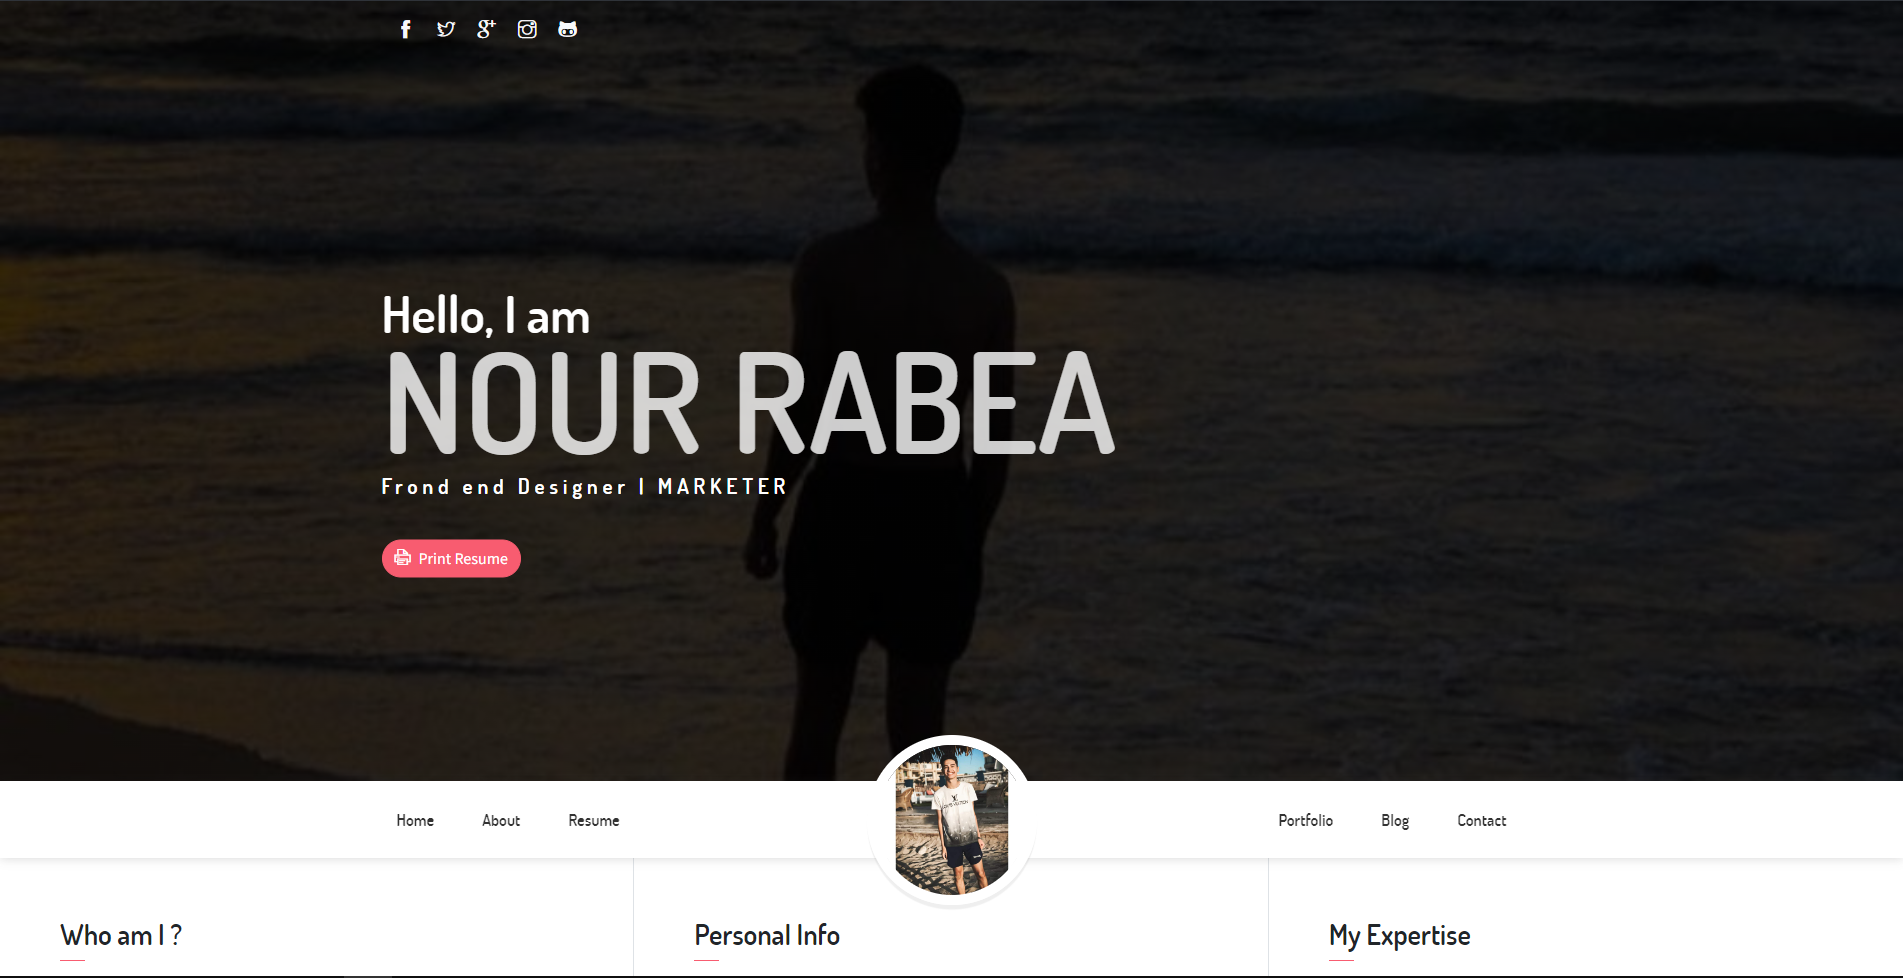 Hello, I am
NOUR RABEA
Frond end Designer | MARKETER
Print Resume
Home
About
Resume
Portfolio
Blog
Contact
Who am I ?
Personal Info
My Expertise